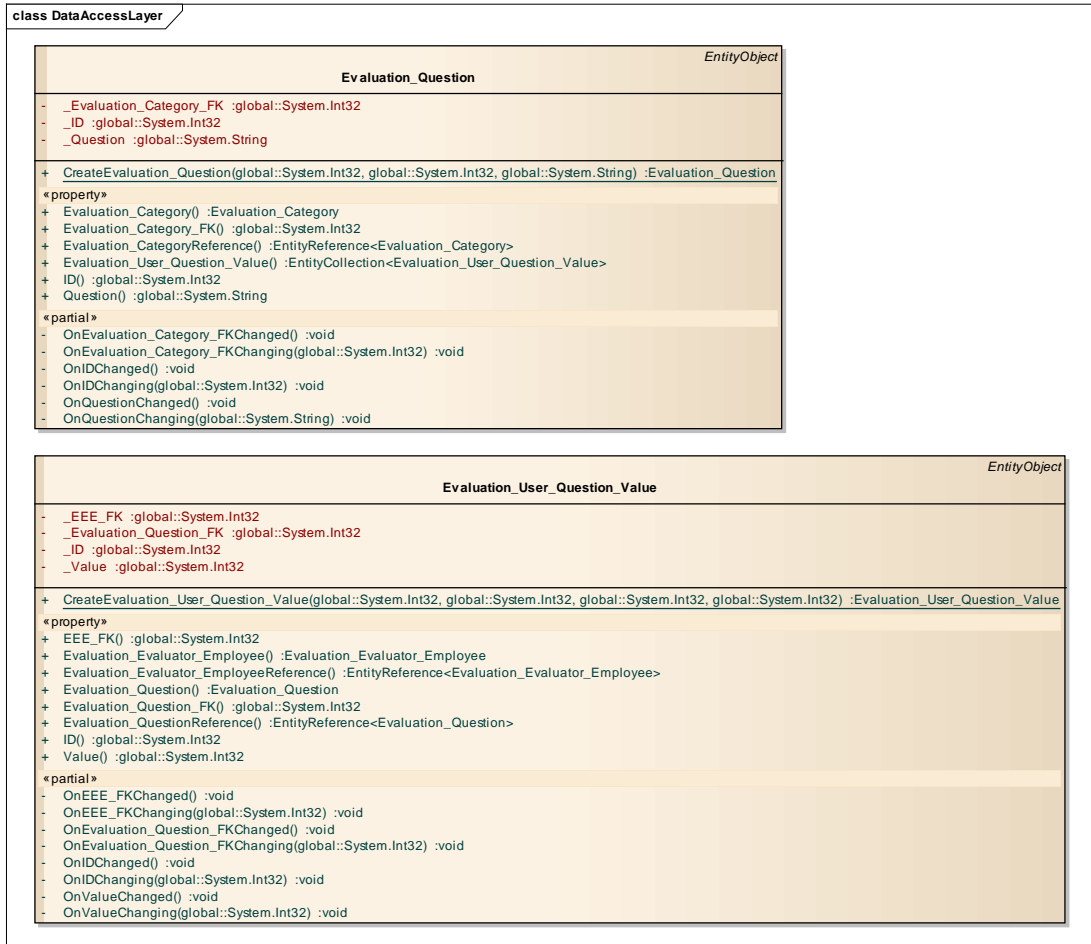 class DataAccessLayer
EntityObject
Evaluation_Question
- _Evaluation_Category_FK :global::System.Int32
- _ID :global::System.Int32
- _Question :global::System.String
+ CreateEvaluation_Question(global::System.Int32, global::System.Int32, global::System.String) :Evaluation_Question
«property»
+ Evaluation_Category() :Evaluation_Category
+ Evaluation_Category_FK() :global::System.Int32
+ Evaluation_CategoryReference() :EntityReference<Evaluation_Category>
+ Evaluation_User_Question_Value() :EntityCollection<Evaluation_User_Question_Value>
+ ID() :global::System.Int32
+ Question() :global::System.String
«partial»
- OnEvaluation_Category_FKChanged() :void
- OnEvaluation_Category_FKChanging(global::System.Int32) :void
- OnIDChanged() :void
- OnIDChanging(global::System.Int32) :void
- OnQuestionChanged() :void
- OnQuestionChanging(global::System.String) :void
EntityObject
Evaluation_User_Question_Value
- _EEE_FK :global::System.Int32
- _Evaluation_Question_FK :global::System.Int32
- _ID :global::System.Int32
- _Value :global::System.Int32
+ CreateEvaluation_User_Question_Value(global::System.Int32, global::System.Int32, global::System.Int32, global::System.Int32) :Evaluation_User_Question_Value
«property»
+ EEE_FK() :global::System.Int32
+ Evaluation_Evaluator_Employee() :Evaluation_Evaluator_Employee
+ Evaluation_Evaluator_EmployeeReference() :EntityReference<Evaluation_Evaluator_Employee>
+ Evaluation_Question() :Evaluation_Question
+ Evaluation_Question_FK() :global::System.Int32
+ Evaluation_QuestionReference() :EntityReference<Evaluation_Question>
+ ID() :global::System.Int32
+ Value() :global::System.Int32
«partial»
- OnEEE_FKChanged() :void
- OnEEE_FKChanging(global::System.Int32) :void
- OnEvaluation_Question_FKChanged() :void
- OnEvaluation_Question_FKChanging(global::System.Int32) :void
- OnIDChanged() :void
- OnIDChanging(global::System.Int32) :void
- OnValueChanged() :void
- OnValueChanging(global::System.Int32) :void